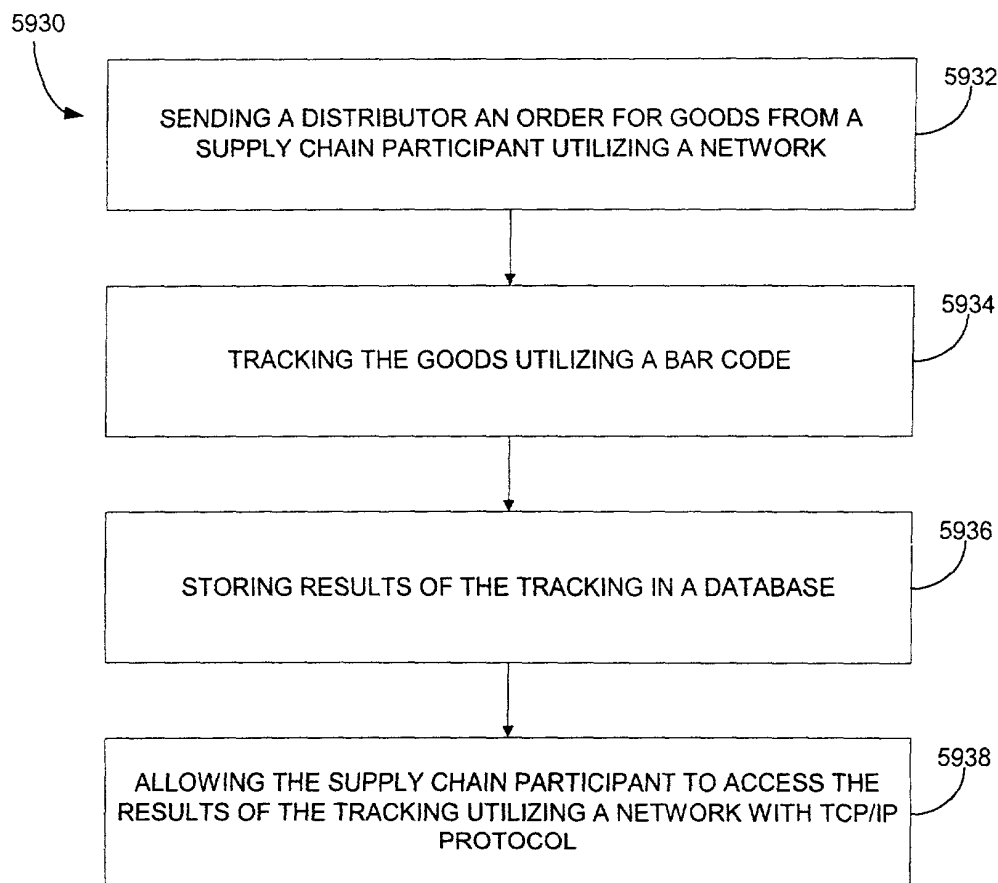 5930
5932
SENDING A DISTRIBUTOR AN ORDER FOR GOODS FROM A
SUPPLY CHAIN PARTICIPANT UTILIZING A NETWORK
5934
TRACKING THE GOODS UTILIZING A BAR CODE
5936
STORING RESULTS OF THE TRACKING IN A DATABASE
5938
ALLOWING THE SUPPLY CHAIN PARTICIPANT TO ACCESS THE
RESULTS OF THE TRACKING UTILIZING A NETWORK WITH TCP/IP
PROTOCOL